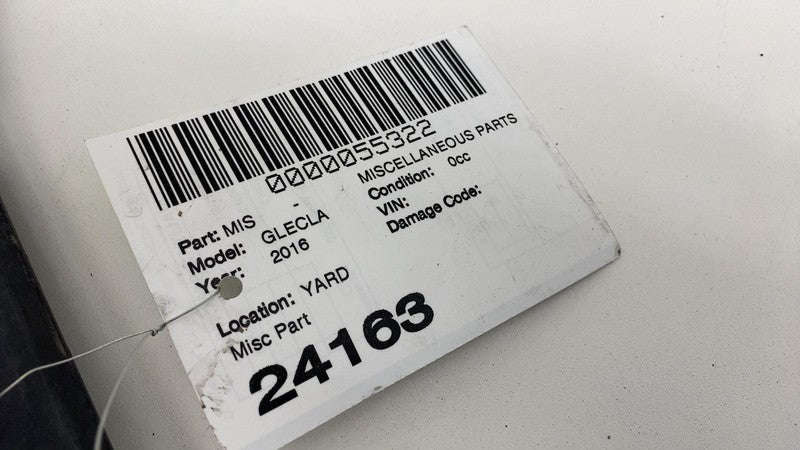 0000055322
Part: MIS - MISCELLANEOUS PARTS
Model: GLECLA Condition: 0cc
Year: 2016 VIN:
Damage Code:
Location: YARD
Misc Part
24163